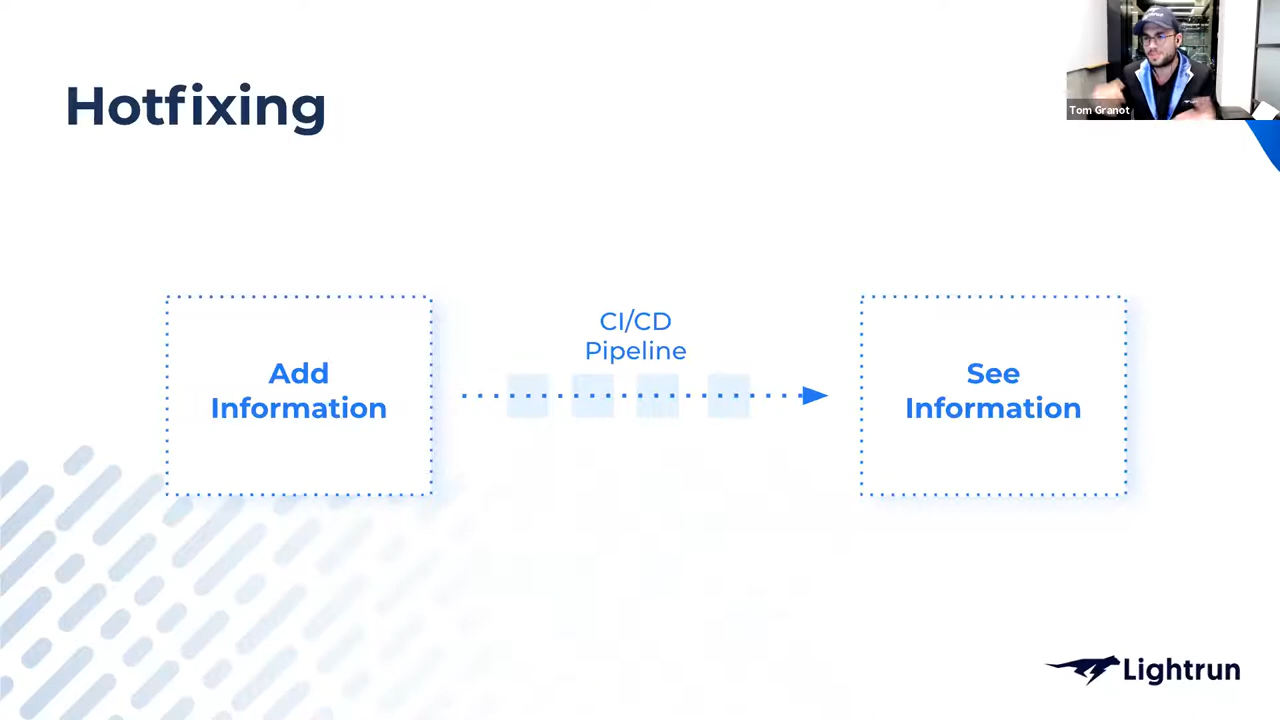 Hotfixing
Tom Granot
Add
Information
CI/CD
Pipeline
See
Information
Lightrun